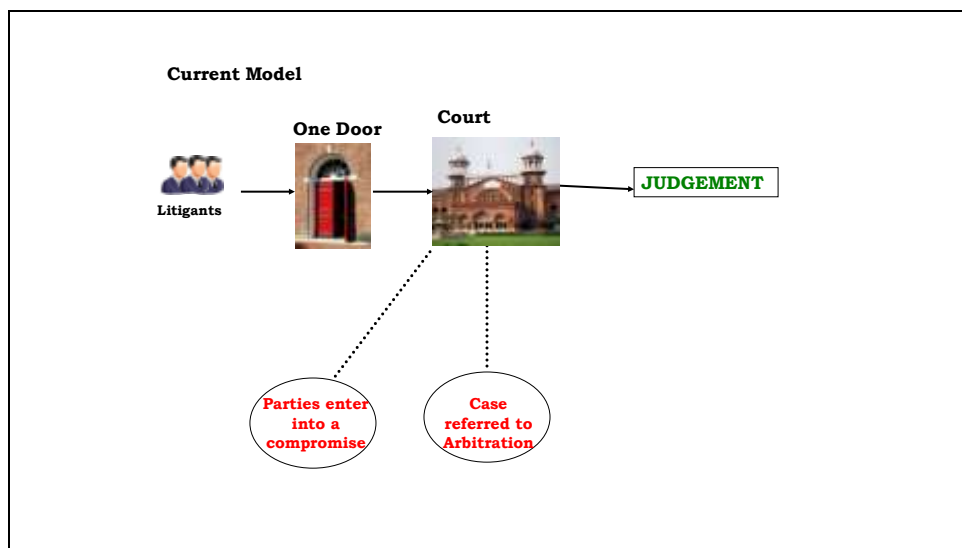 Current Model
One Door
Court
Litigants
JUDGEMENT
Parties enter
into a
compromise
Case
referred to
Arbitration